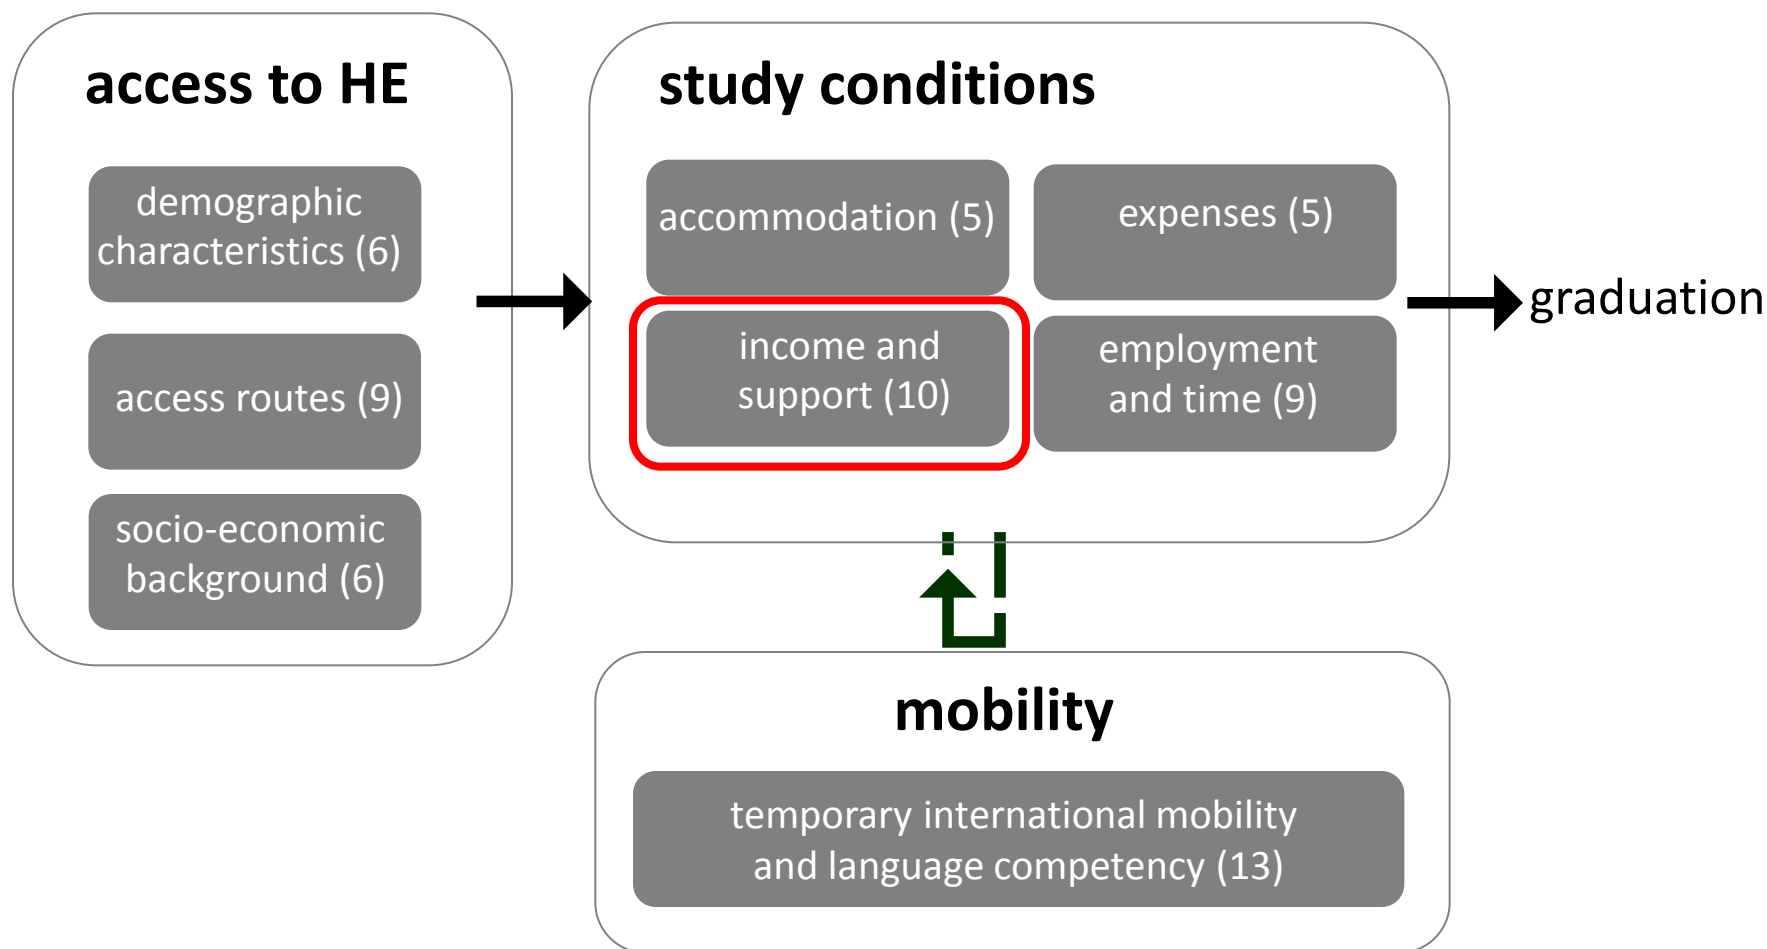 access to HE
demographic
characteristics (6)
access routes (9)
socio-economic
background (6)
study conditions
accommodation (5)
expenses (5)
income and
support (10)
employment
and time (9)
graduation
mobility
temporary international mobility
and language competency (13)